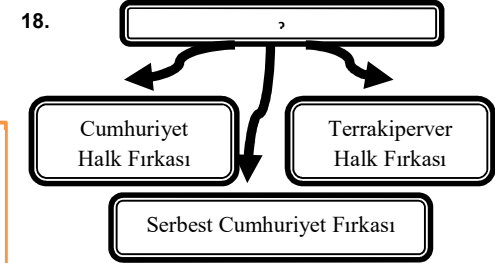 18.
?
Cumhuriyet
Halk Fırkası
Terrakiperver
Halk Fırkası
Serbest Cumhuriyet Fırkası